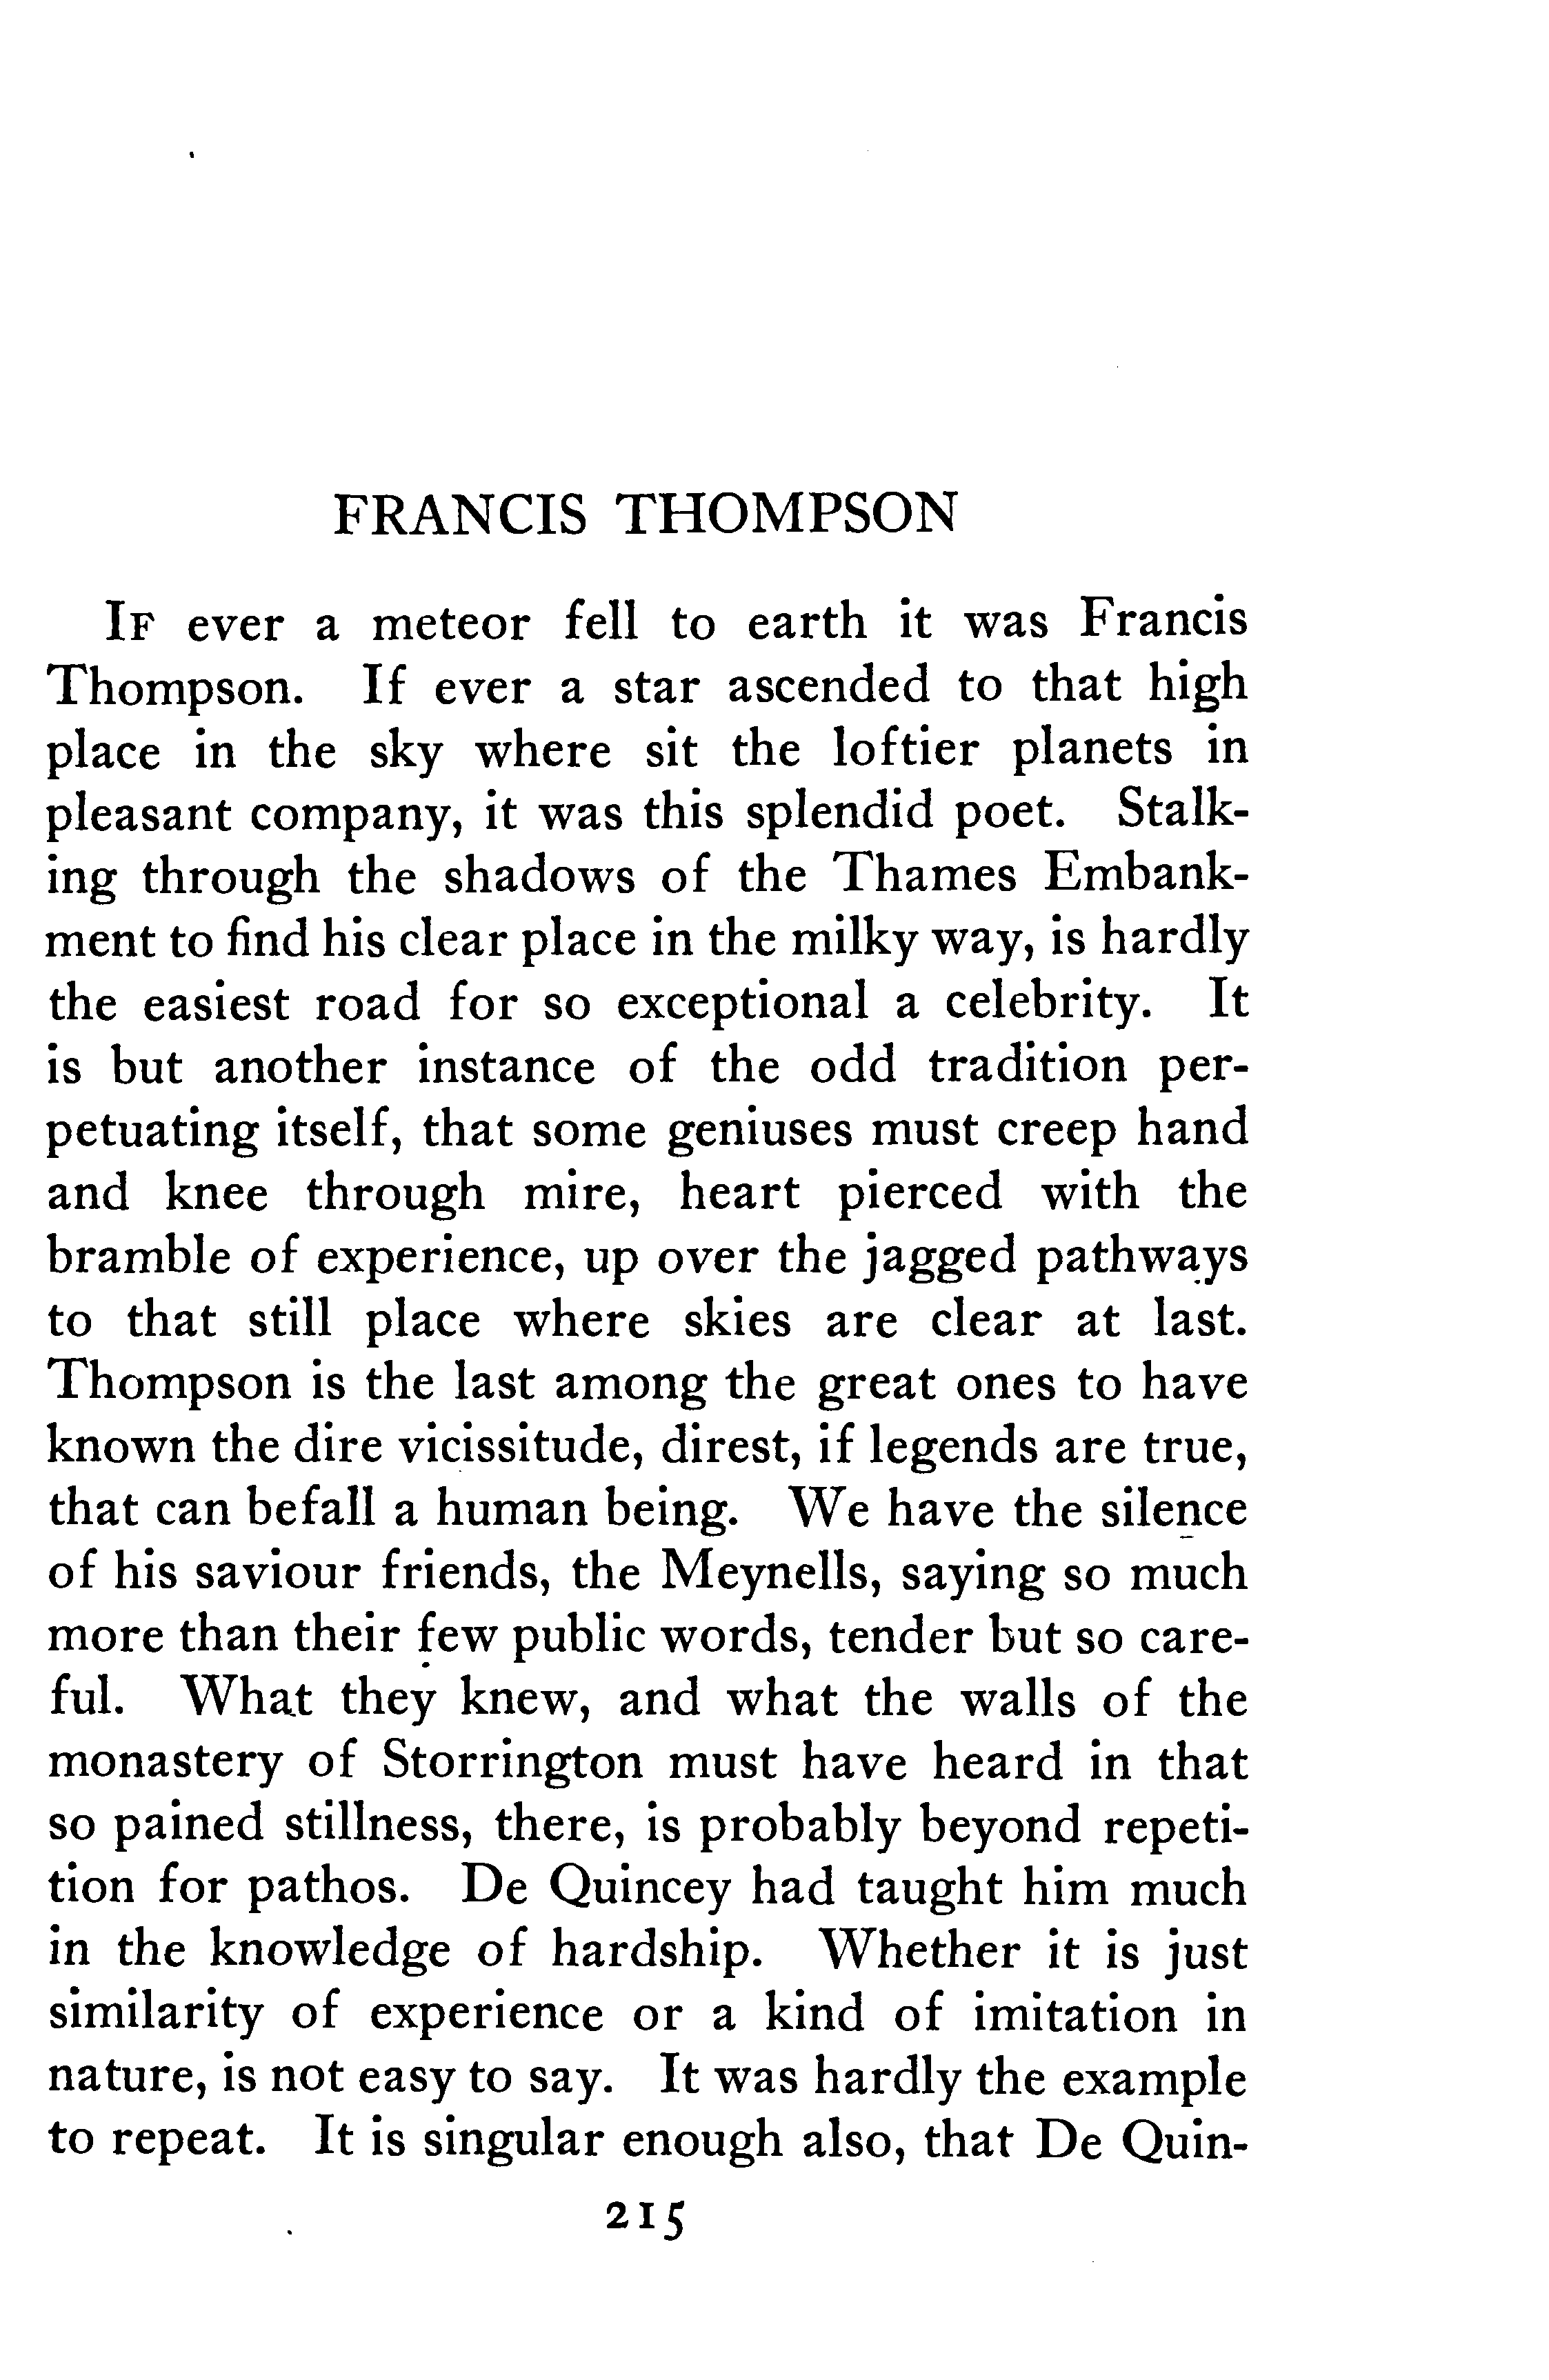 FRANCIS THOMPSON
IF ever a meteor fell to earth it was Francis
Thompson. If ever a star ascended to that high
place in the sky where sit the loftier planets in
pleasant company, it was this splendid poet. Stalk-
ing through the shadows of the Thames Embank-
ment to find his clear place in the milky way, is hardly
the easiest road for so exceptional a celebrity. It
is but another instance of the odd tradition per-
petuating itself, that some geniuses must creep hand
and knee through mire, heart pierced with the
bramble of experience, up over the jagged pathways
to that still place where skies are clear at last.
Thompson is the last among the great ones to have
known the dire vicissitude, direst, if legends are true,
that can befall a human being. We have the silence
of his saviour friends, the Meynells, saying so much
more than their few public words, tender but so care-
ful. What they knew, and what the walls of the
monastery of Storrington must have heard in that
so pained stillness, there, is probably beyond repeti-
tion for pathos. De Quincey had taught him much
in the knowledge of hardship. Whether it is just
similarity of experience or a kind of imitation in
nature, is not easy to say. It was hardly the example
to repeat. It is singular enough also, that De Quin-
215